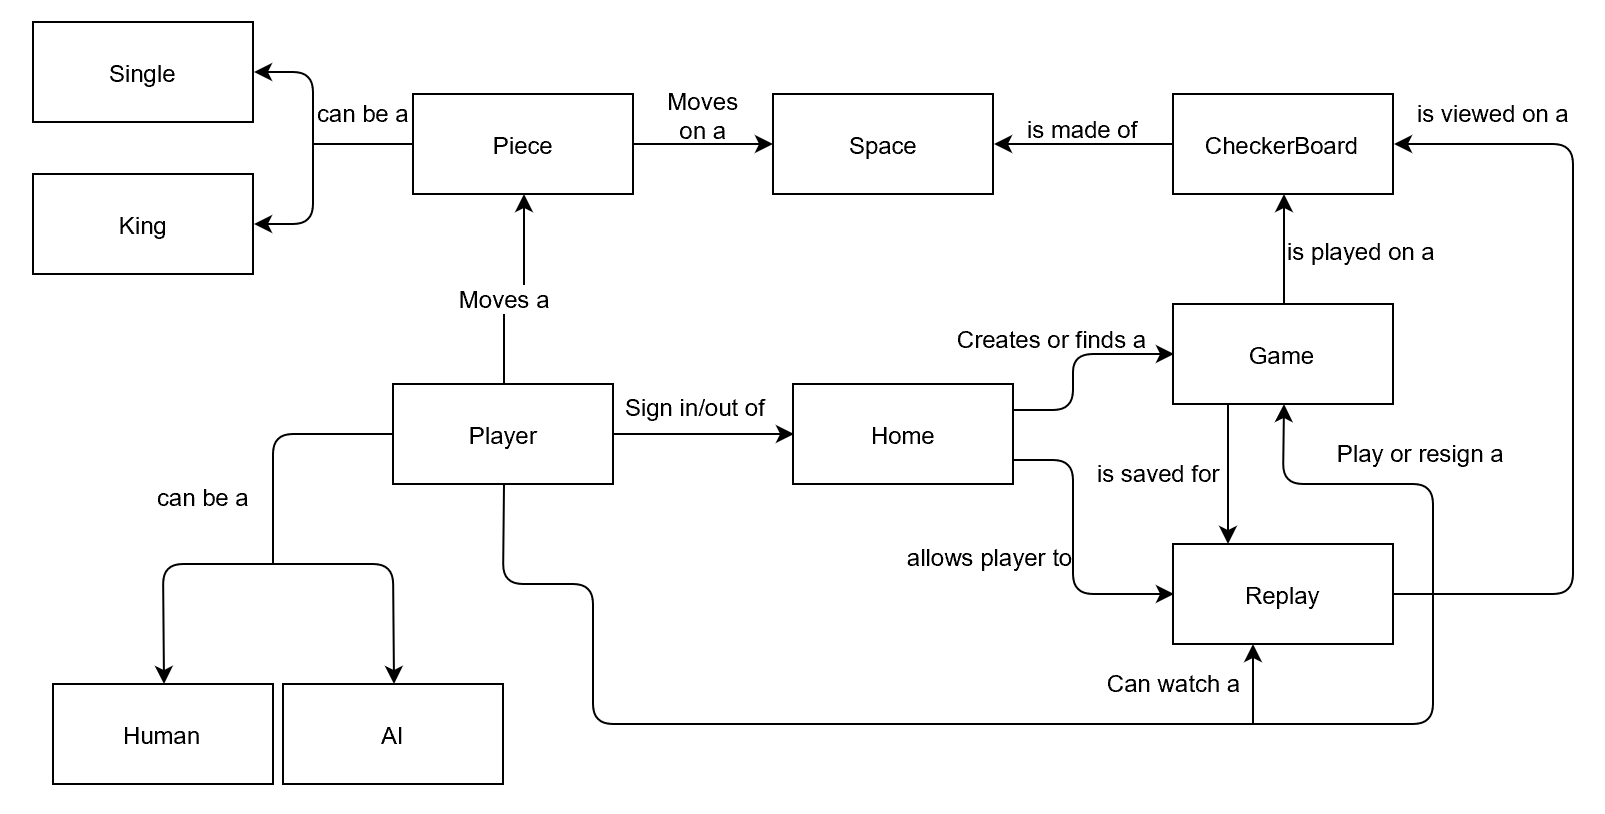 Single
can be a
Piece
Moves
on a
Space
is made of
CheckerBoard
is viewed on a
King
is played on a
Moves a
Creates or finds a
Game
Player
Sign in/out of
Home
can be a
is saved for
Play or resign a
allows player to
Replay
Can watch a
Human
AI